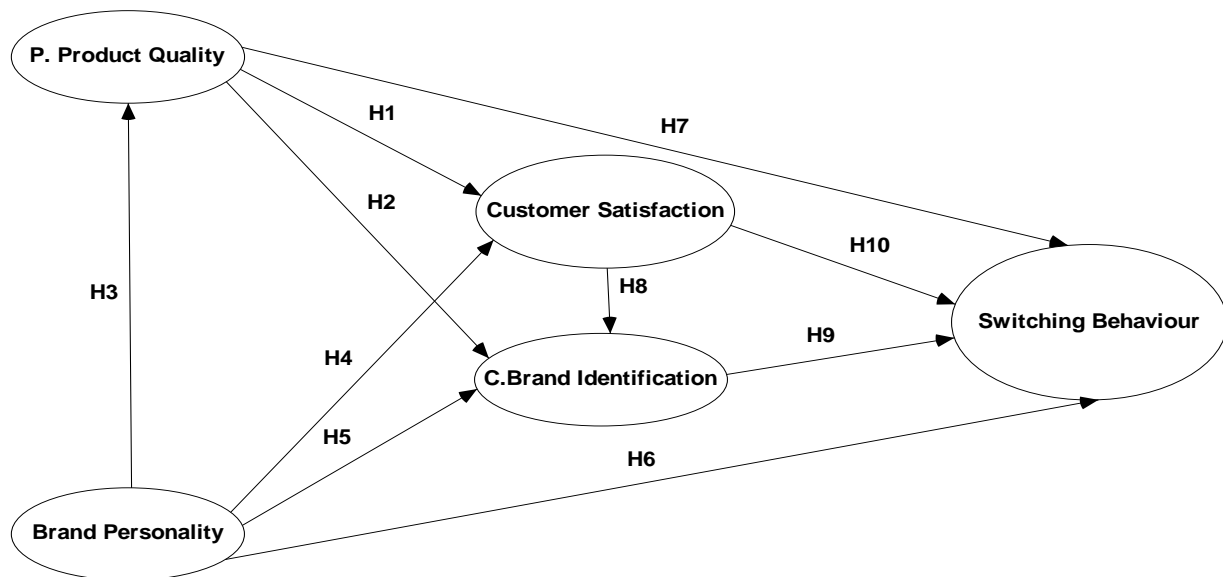 P. Product Quality
H1
H7
H2
Customer Satisfaction
H10
H3
H8
Switching Behaviour
H4
H9
C.Brand Identification
H5
H6
Brand Personality